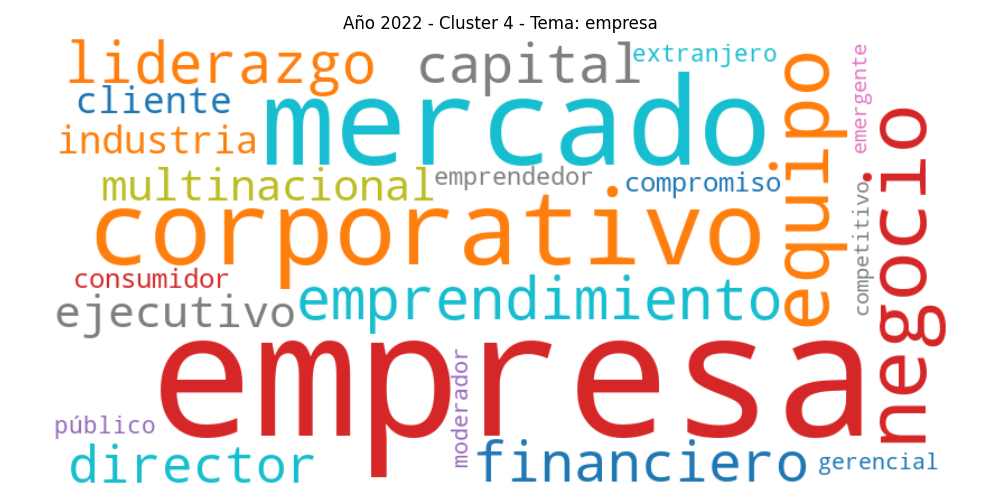 Año 2022 - Cluster 4 - Tema: empresa
liderazgo
capital
extranjero
cliente
mercado
equipo
emergente
industria
negocio
multinacional
emprendedor
compromiso
corporativo
competitivo
consumidor
ejecutivo
emprendimiento
empresa
moderador
público
director
financiero
gerencial